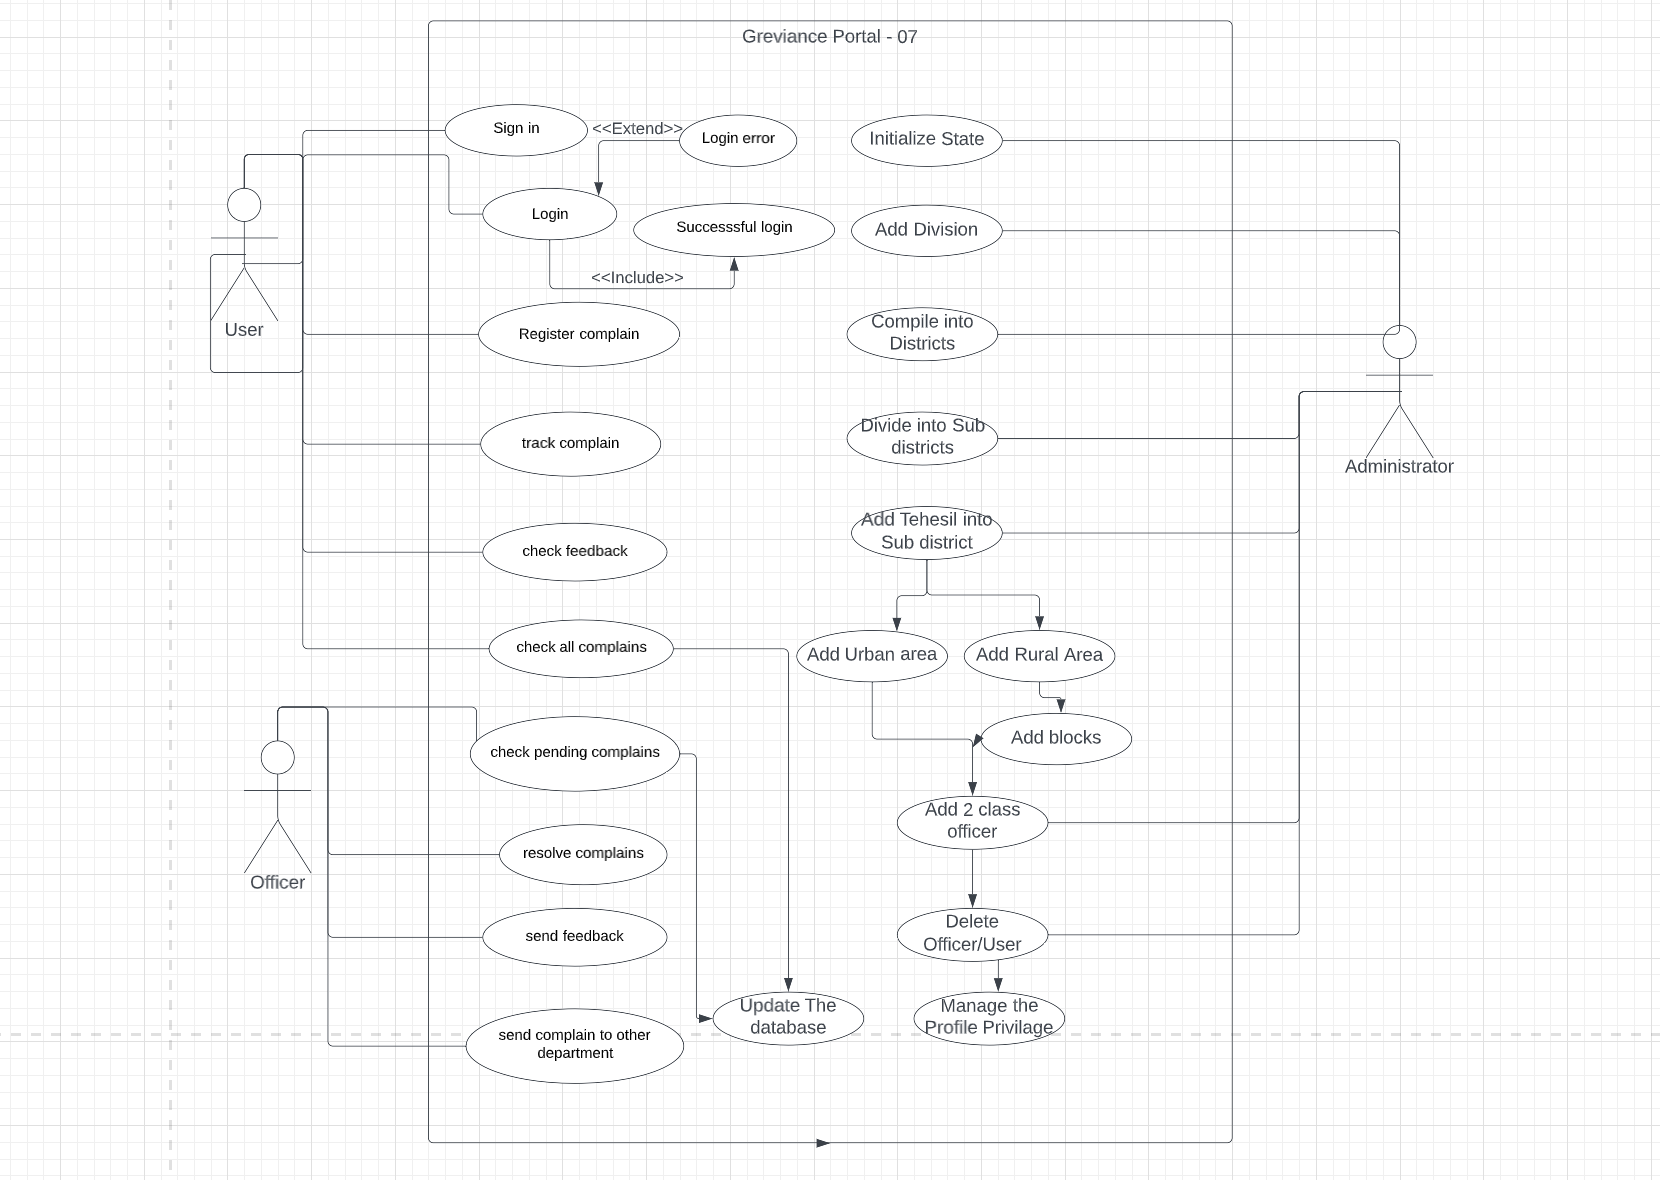 Greviance Portal - 07
Sign in
<<Extend>>
Login error
Initialize State
Login
Successsful login
Add Division
<<Include>>
User
Register complain
Compile into
Districts
track complain
Divide into Sub
districts
Administrator
Add Tehesil into
Sub district
check feedback
check all complains
Add Urban area
Add Rural Area
check pending complains
Add blocks
Add 2 class
officer
resolve complains
Officer
send feedback
Delete
Officer/User
Update The
database
Manage the
Profile Privilage
send complain to other
department